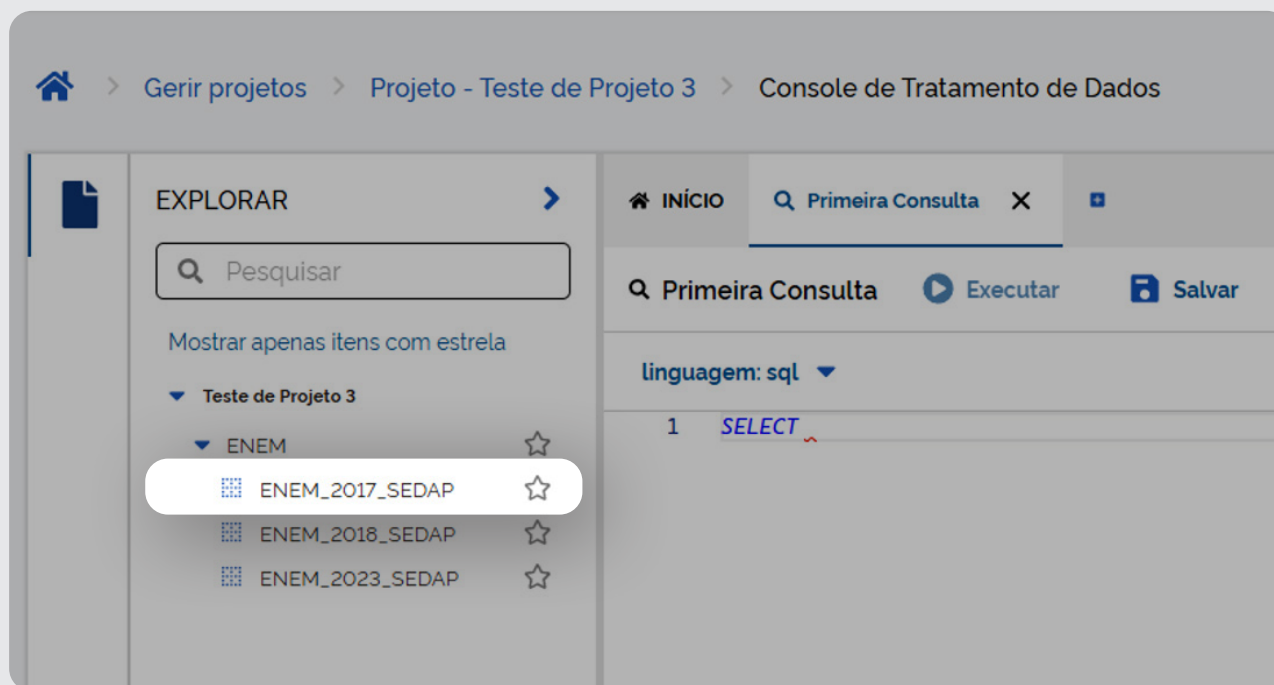 Gerir projetos > Projeto - Teste de Projeto 3 > Console de Tratamento de Dados
EXPLORAR
Pesquisar
Mostrar apenas itens com estrela
Teste de Projeto 3
ENEM
ENEM_2017_SEDAP
ENEM_2018_SEDAP
ENEM_2023_SEDAP
INÍCIO
Primeira Consulta
Primeira Consulta
Executar
Salvar
linguagem: sql
1 SELECT